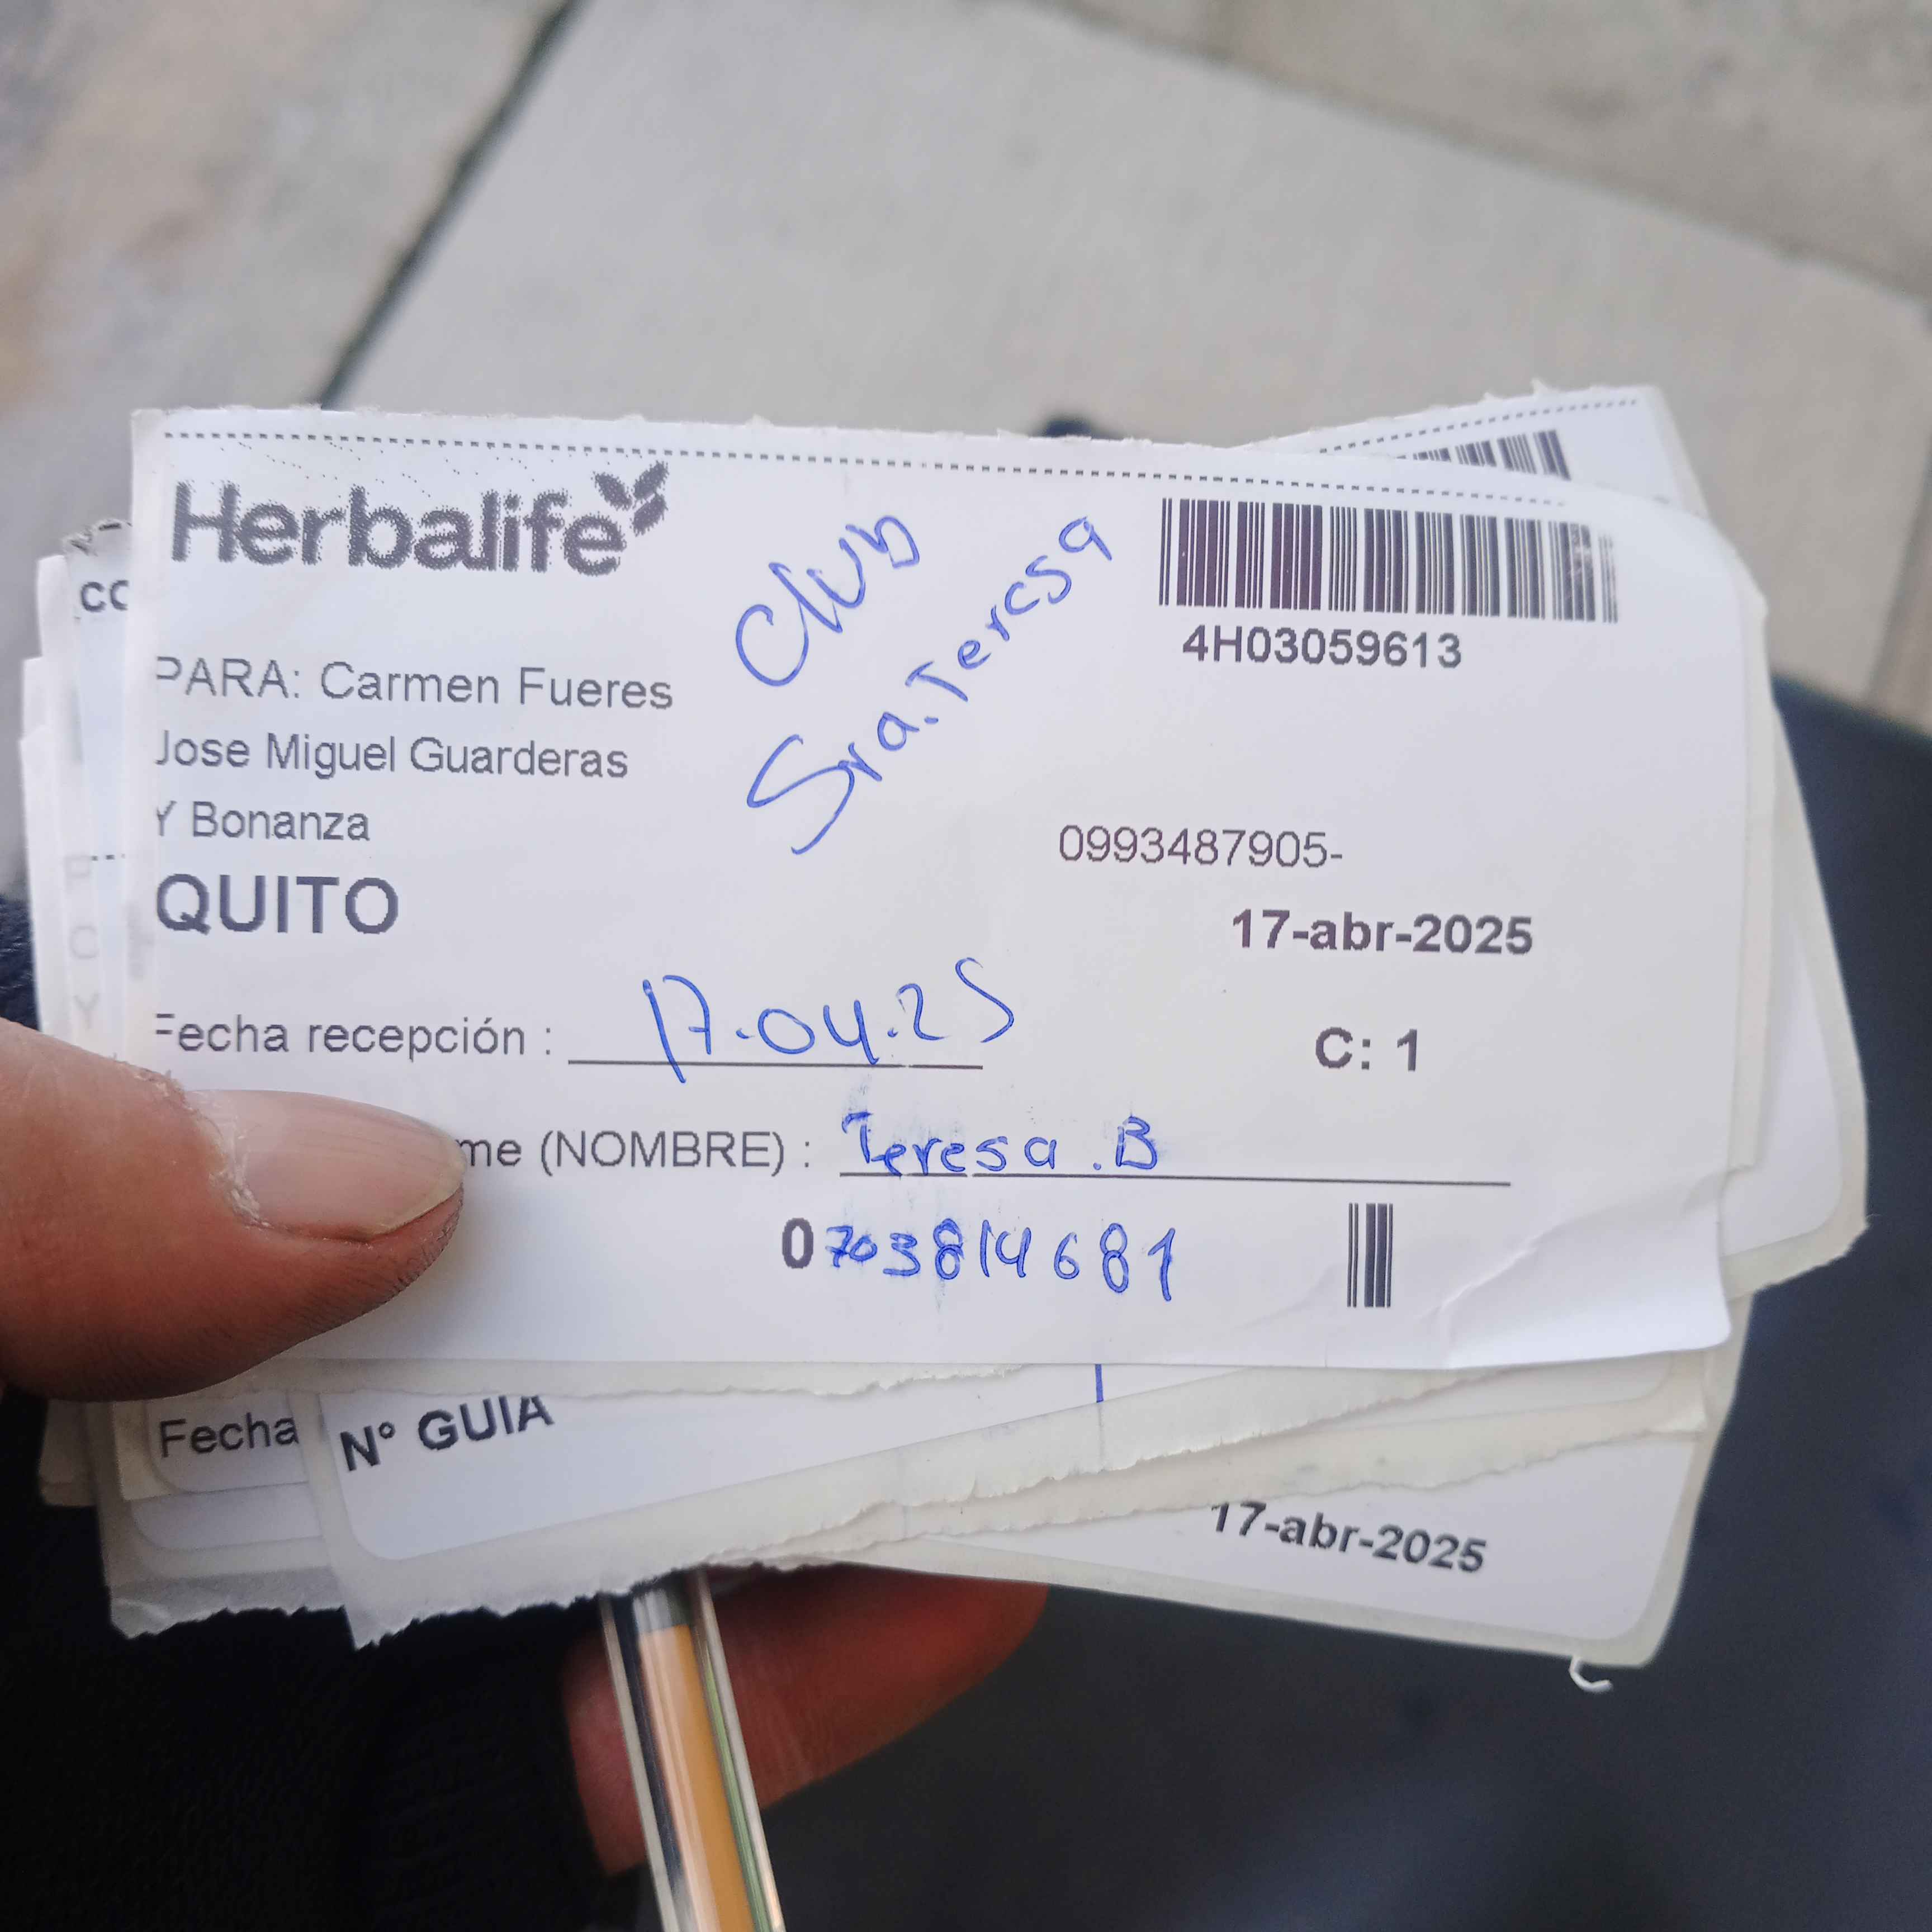 Herbalife
Club
Sra. Teresa
4H03059613
PARA: Carmen Fueres
Jose Miguel Guarderas
Y Bonanza
0993487905-
QUITO
17-abr-2025
Fecha recepción : 17.04.25
C: 1
me (NOMBRE) : Teresa .B
0703814681
Fecha
N° GUIA
17-abr-2025